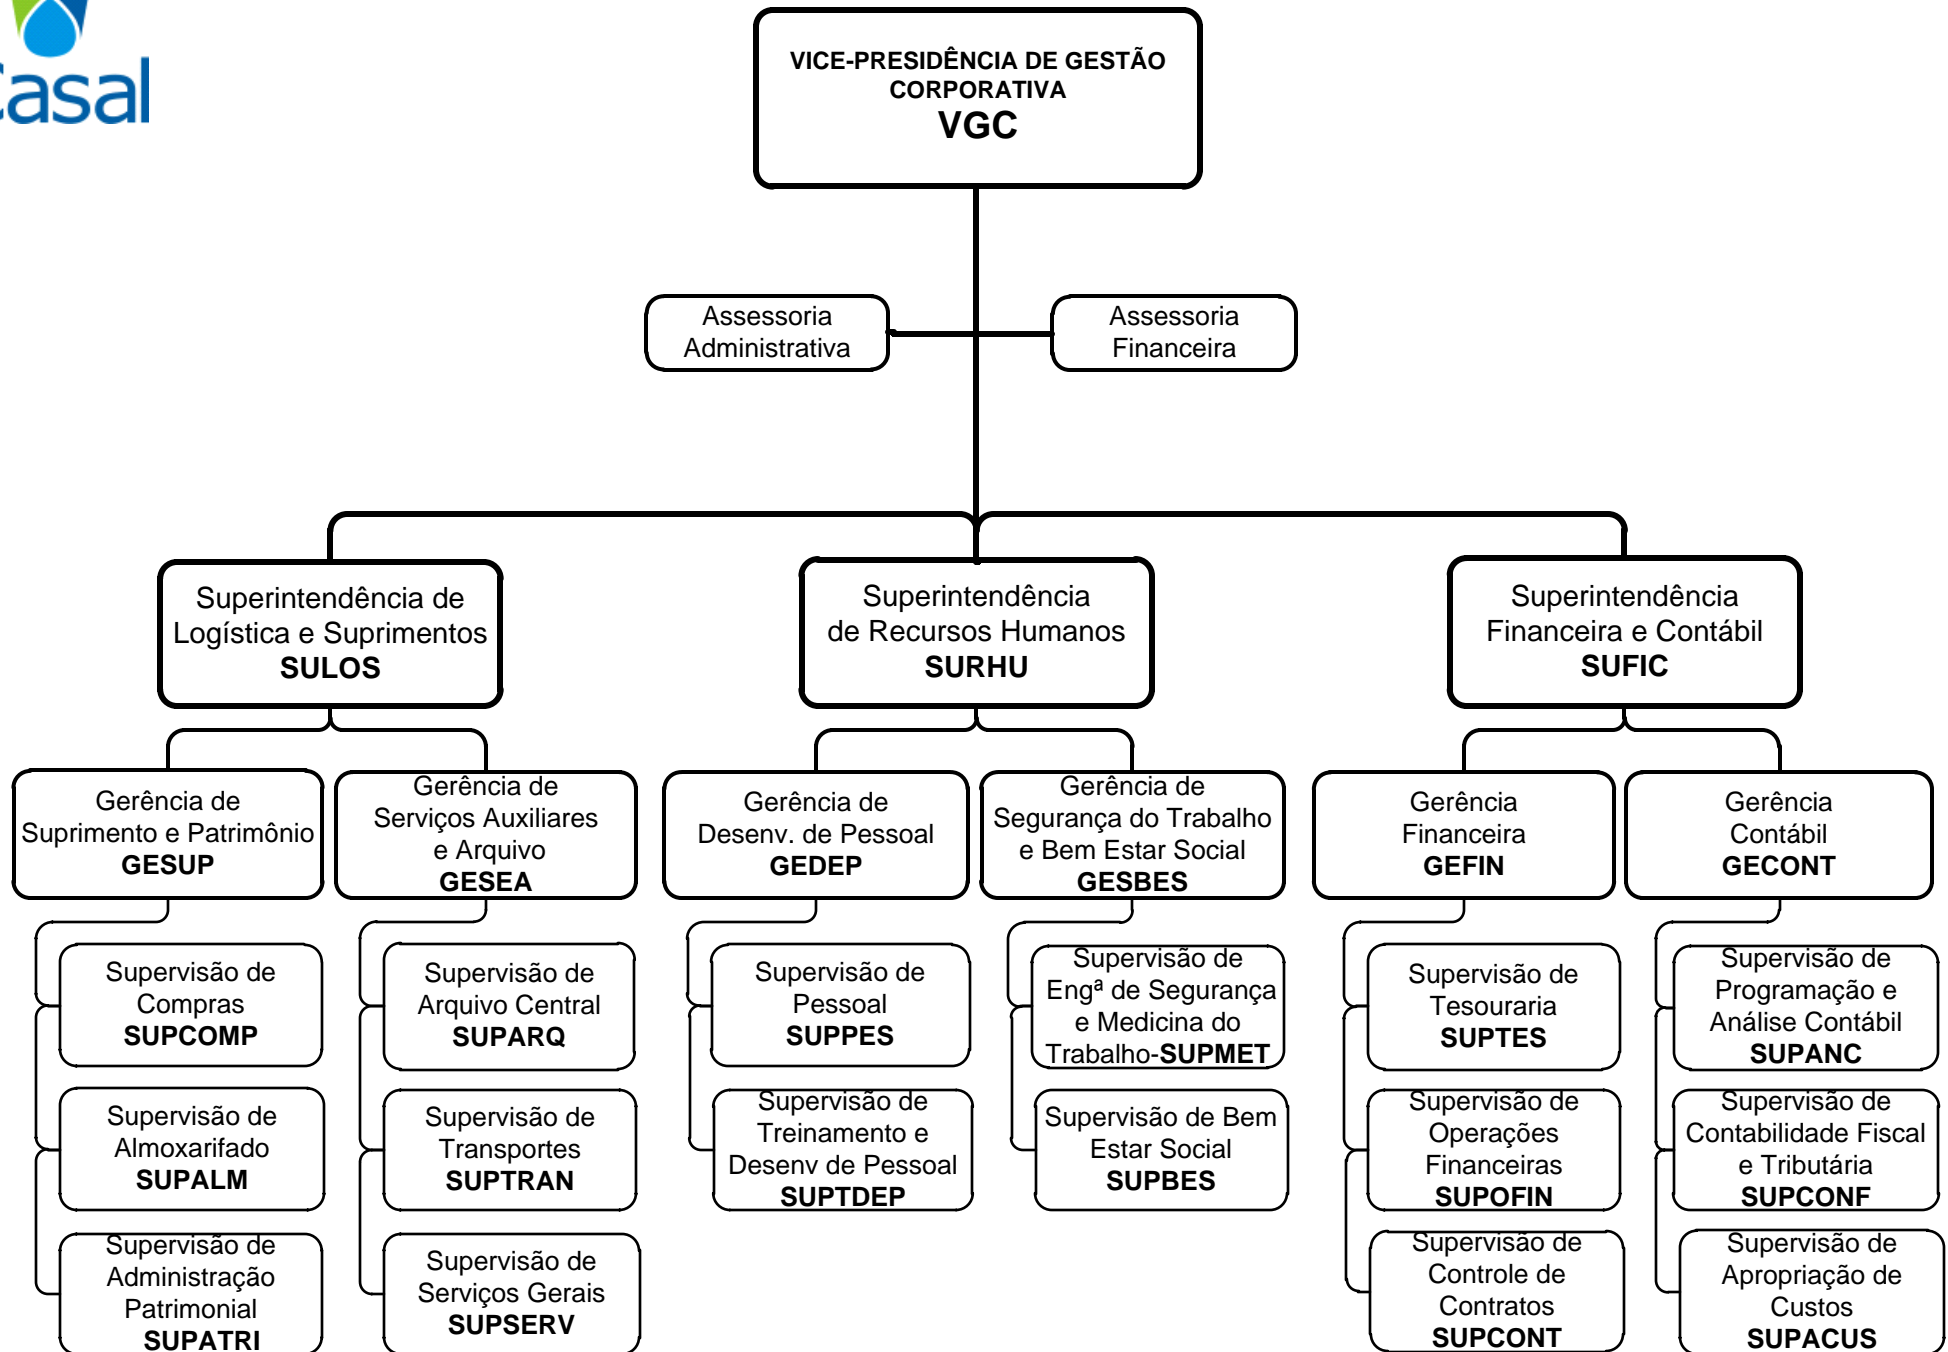 Casal
VICE-PRESIDÊNCIA DE GESTÃO
CORPORATIVA
VGC
Assessoria
Administrativa
Assessoria
Financeira
Superintendência de
Logística e Suprimentos
SULOS
Superintendência
de Recursos Humanos
SURHU
Superintendência
Financeira e Contábil
SUFIC
Gerência de
Suprimento e Patrimônio
GESUP
Gerência de
Serviços Auxiliares
e Arquivo
GESEA
Gerência de
Desenv. de Pessoal
GEDEP
Gerência de
Segurança do Trabalho
e Bem Estar Social
GESBES
Gerência
Financeira
GEFIN
Gerência
Contábil
GECONT
Supervisão de
Compras
SUPCOMP
Supervisão de
Arquivo Central
SUPARQ
Supervisão de
Pessoal
SUPPES
Supervisão de
Engª de Segurança
e Medicina do
Trabalho-SUPMET
Supervisão de
Tesouraria
SUPTES
Supervisão de
Programação e
Análise Contábil
SUPANC
Supervisão de
Almoxarifado
SUPALM
Supervisão de
Transportes
SUPTRAN
Supervisão de
Treinamento e
Desenv de Pessoal
SUPTDEP
Supervisão de Bem
Estar Social
SUPBES
Supervisão de
Operações
Financeiras
SUPOFIN
Supervisão de
Contabilidade Fiscal
e Tributária
SUPCONF
Supervisão de
Administração
Patrimonial
SUPATRI
Supervisão de
Serviços Gerais
SUPSERV
Supervisão de
Controle de
Contratos
SUPCONT
Supervisão de
Apropriação de
Custos
SUPACUS